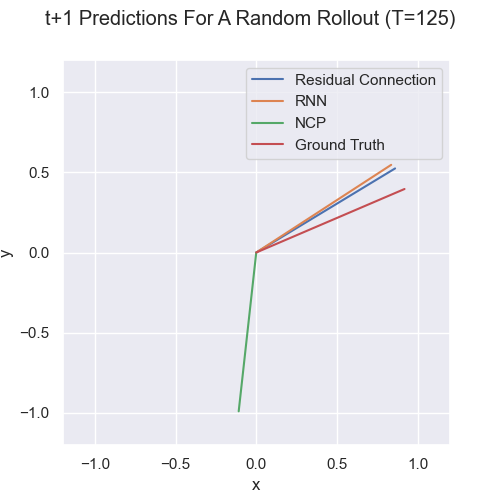 t+1 Predictions For A Random Rollout (T=125)
Residual Connection
RNN
NCP
Ground Truth
1.0
0.5
0.0
−0.5
−1.0
y
−1.0 −0.5 0.0 0.5 1.0
x